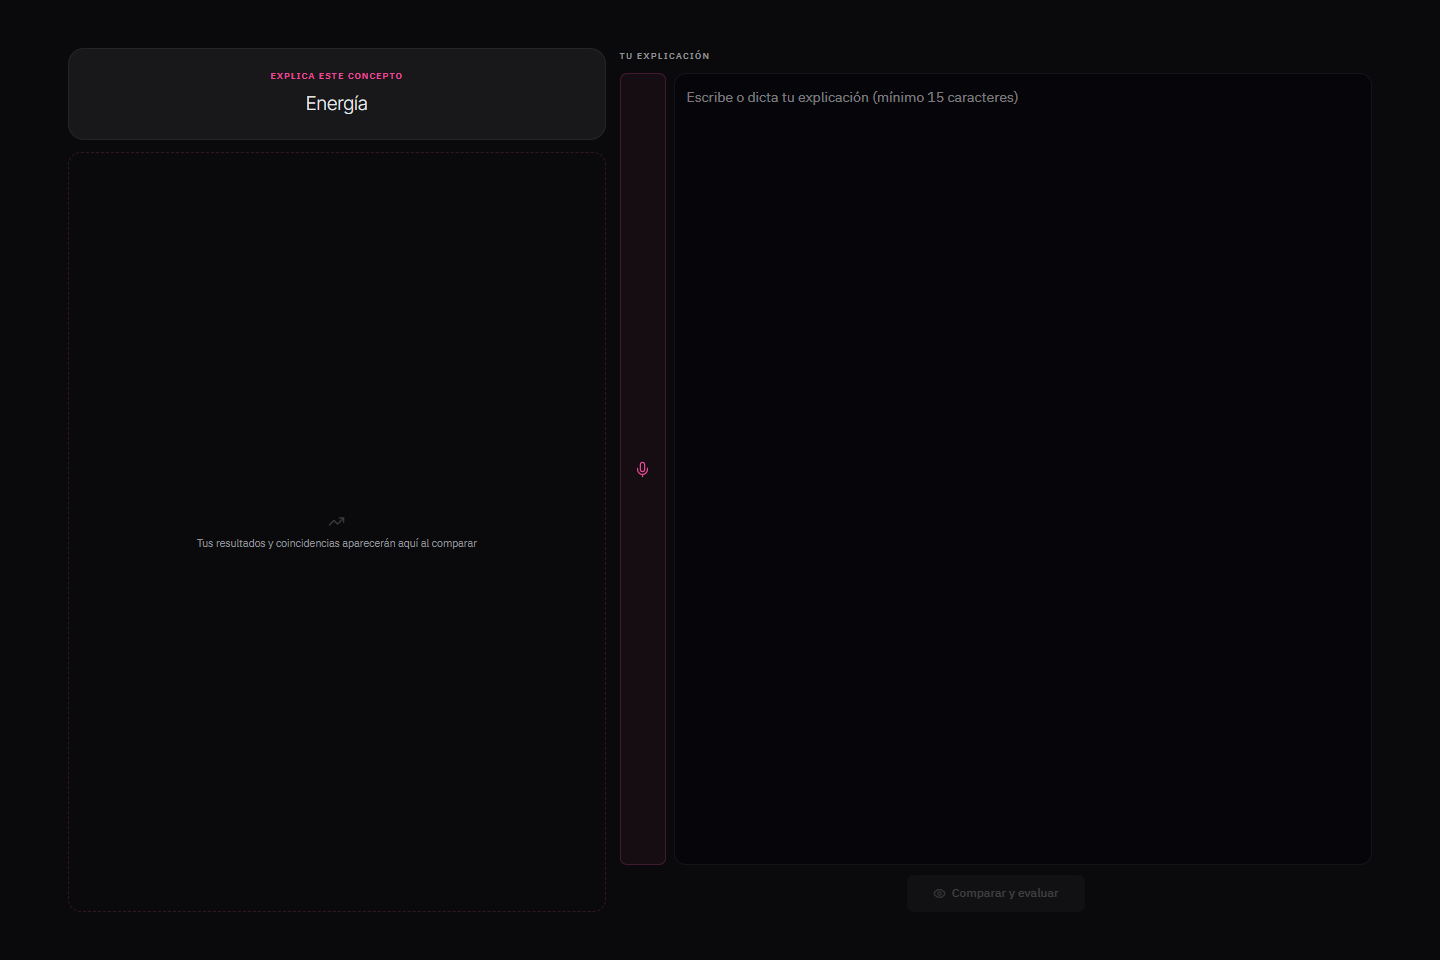 EXPLICA ESTE CONCEPTO
Energía
Tus resultados y coincidencias aparecerán aquí al comparar
TU EXPLICACIÓN
Escribe o dicta tu explicación (mínimo 15 caracteres)
Comparar y evaluar